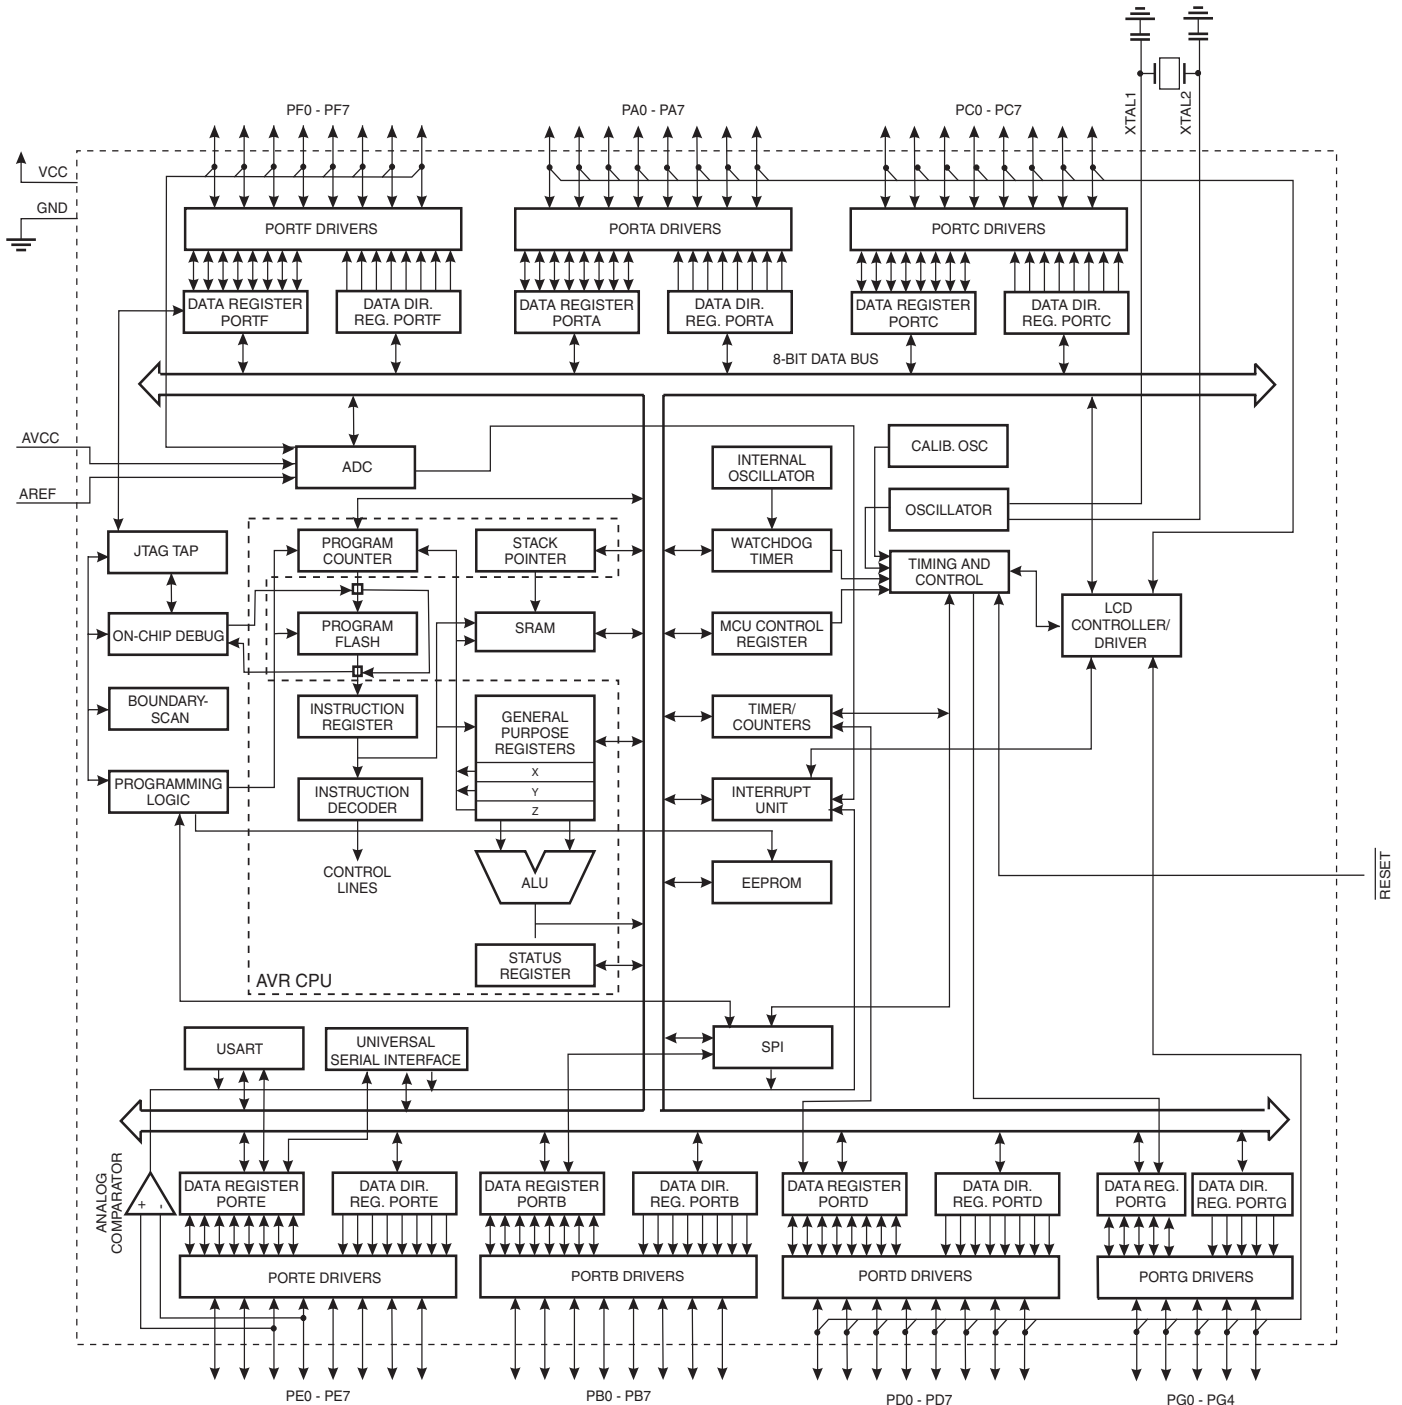 XTAL1
XTAL2
PF0 - PF7
PA0 - PA7
PC0 - PC7
VCC
GND
PORTF DRIVERS
PORTA DRIVERS
PORTC DRIVERS
DATA REGISTER
PORTF
DATA DIR.
REG. PORTF
DATA REGISTER
PORTA
DATA DIR.
REG. PORTA
DATA REGISTER
PORTC
DATA DIR.
REG. PORTC
8-BIT DATA BUS
AVCC
AREF
ADC
INTERNAL
OSCILLATOR
CALIB. OSC
OSCILLATOR
JTAG TAP
PROGRAM
COUNTER
STACK
POINTER
WATCHDOG
TIMER
TIMING AND
CONTROL
LCD
CONTROLLER/
DRIVER
ON-CHIP DEBUG
PROGRAM
FLASH
SRAM
MCU CONTROL
REGISTER
BOUNDARY-
SCAN
INSTRUCTION
REGISTER
GENERAL
PURPOSE
REGISTERS
X
Y
Z
TIMER/
COUNTERS
PROGRAMMING
LOGIC
INSTRUCTION
DECODER
INTERRUPT
UNIT
CONTROL
LINES
ALU
EEPROM
RESET
STATUS
REGISTER
AVR CPU
USART
UNIVERSAL
SERIAL INTERFACE
SPI
ANALOG
COMPARATOR
+
-
DATA REGISTER
PORTE
DATA DIR.
REG. PORTE
DATA REGISTER
PORTB
DATA DIR.
REG. PORTB
DATA REGISTER
PORTD
DATA DIR.
REG. PORTD
DATA REG.
PORTG
DATA DIR.
REG. PORTG
PORTE DRIVERS
PORTB DRIVERS
PORTD DRIVERS
PORTG DRIVERS
PE0 - PE7
PB0 - PB7
PD0 - PD7
PG0 - PG4